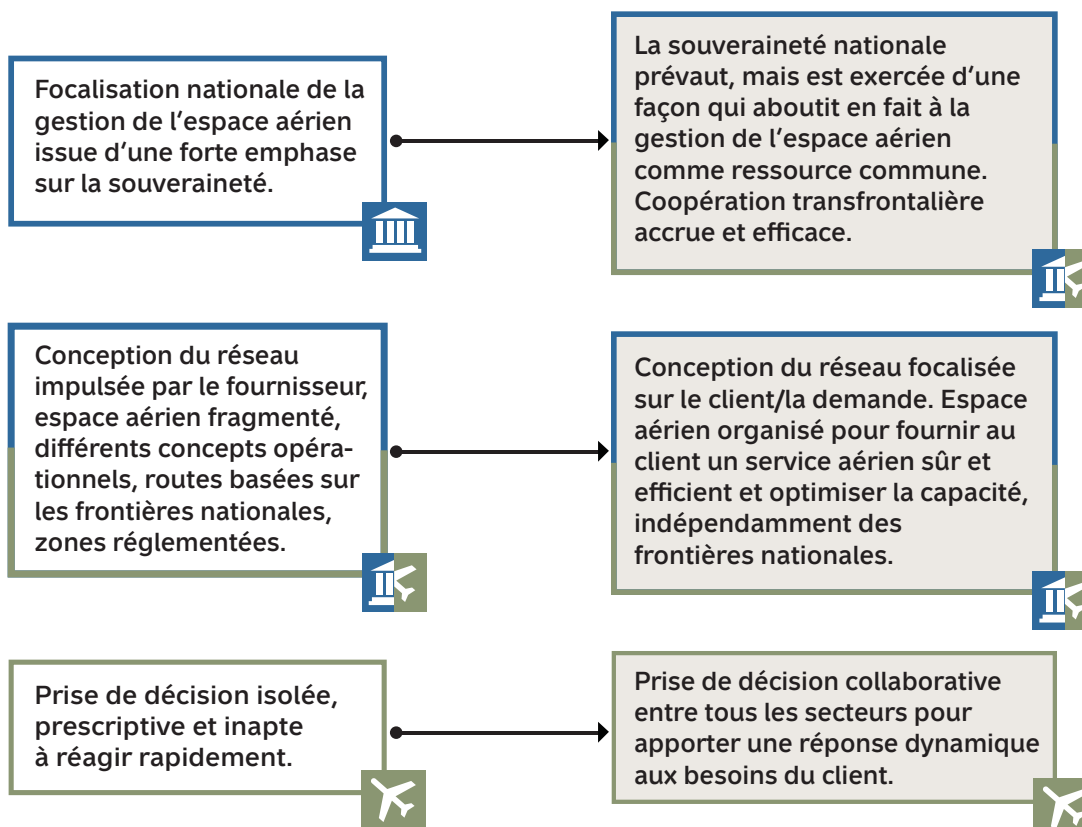 Focalisation nationale de la
gestion de l’espace aérien
issue d’une forte emphase
sur la souveraineté.
La souveraineté nationale
prévaut, mais est exercée d’une
façon qui aboutit en fait à la
gestion de l’espace aérien
comme ressource commune.
Coopération transfrontalière
accrue et efficace.
Conception du réseau
impulsée par le fournisseur,
espace aérien fragmenté,
différents concepts opéra-
tionnels, routes basées sur
les frontières nationales,
zones réglementées.
Conception du réseau focalisée
sur le client/la demande. Espace
aérien organisé pour fournir au
client un service aérien sûr et
efficient et optimiser la capacité,
indépendamment des
frontières nationales.
Prise de décision isolée,
prescriptive et inapte
à réagir rapidement.
Prise de décision collaborative
entre tous les secteurs pour
apporter une réponse dynamique
aux besoins du client.